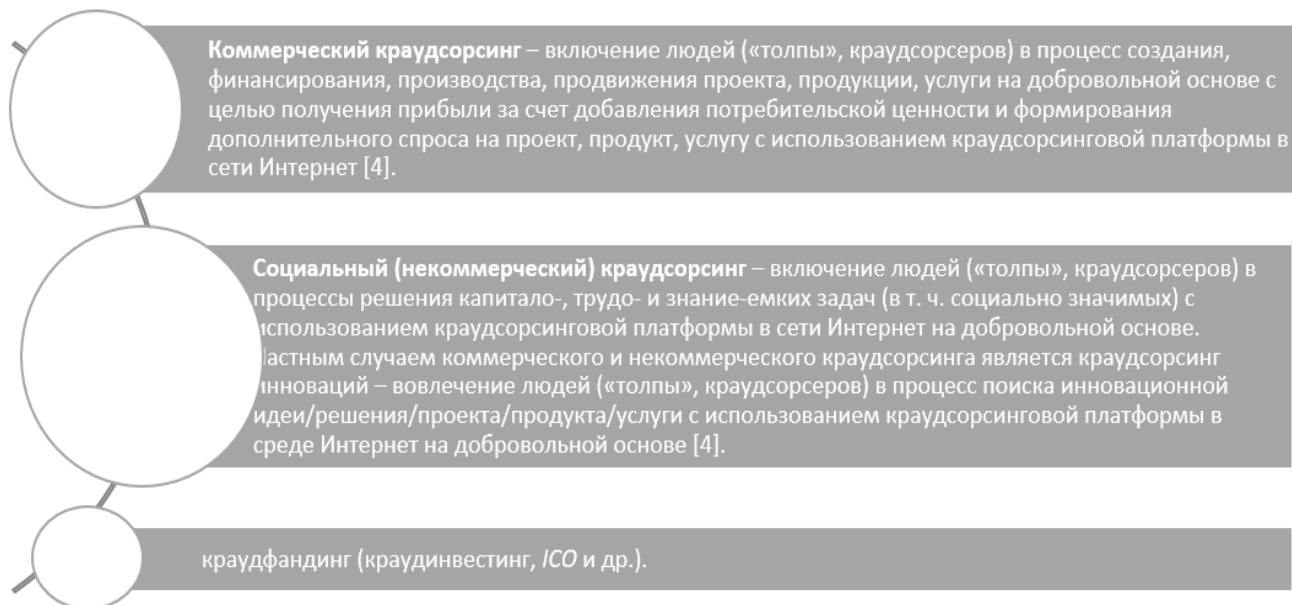 Коммерческий краудсорсинг – включение людей («толпы», краудсорсеров) в процесс создания,
финансирования, производства, продвижения проекта, продукции, услуги на добровольной основе с
целью получения прибыли за счет добавления потребительской ценности и формирования
дополнительного спроса на проект, продукт, услугу с использованием краудсорсинговой платформы в
сети Интернет [4].
Социальный (некоммерческий) краудсорсинг – включение людей («толпы», краудсорсеров) в
процессы решения капитало-, трудо- и знание-емких задач (в т. ч. социально значимых) с
использованием краудсорсинговой платформы в сети Интернет на добровольной основе.
Частным случаем коммерческого и некоммерческого краудсорсинга является краудсорсинг
инноваций – вовлечение людей («толпы», краудсорсеров) в процесс поиска инновационной
идеи/решения/проекта/продукта/услуги с использованием краудсорсинговой платформы в
среде Интернет на добровольной основе [4].
краудфандинг (краудинвестинг, ICO и др.).